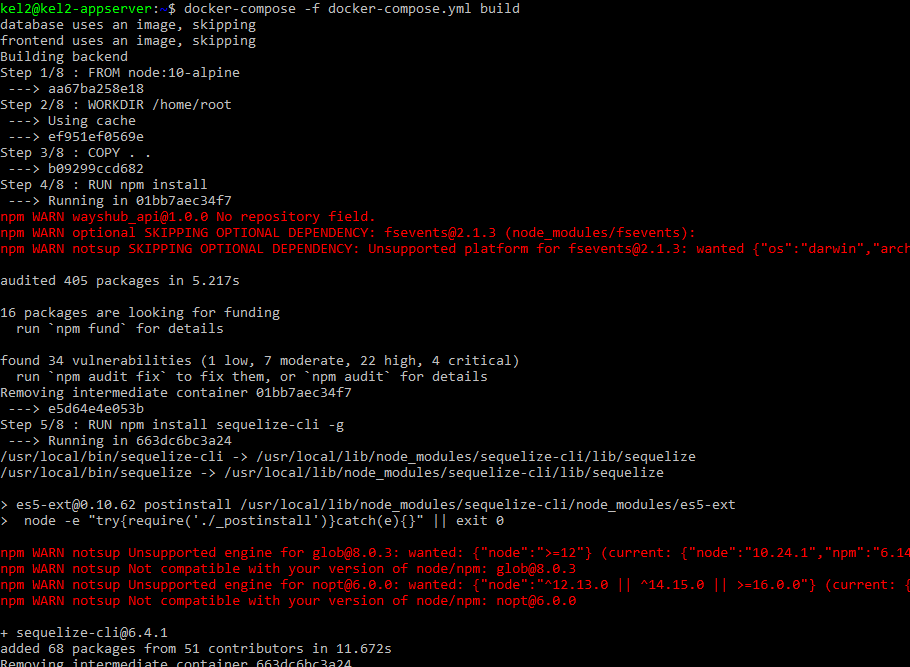 kel2@kel2-appserver:~$ docker-compose -f docker-compose.yml build
database uses an image, skipping
frontend uses an image, skipping
Building backend
Step 1/8 : FROM node:10-alpine
 ---> aa67ba258e18
Step 2/8 : WORKDIR /home/root
 ---> Using cache
 ---> ef951ef0569e
Step 3/8 : COPY . .
 ---> b09299ccd682
Step 4/8 : RUN npm install
 ---> Running in 01bb7aec34f7
npm WARN wayshub_api@1.0.0 No repository field.
npm WARN optional SKIPPING OPTIONAL DEPENDENCY: fsevents@2.1.3 (node_modules/fsevents):
npm WARN notsup SKIPPING OPTIONAL DEPENDENCY: Unsupported platform for fsevents@2.1.3: wanted {"os":"darwin","arch

audited 405 packages in 5.217s

16 packages are looking for funding
  run `npm fund` for details

found 34 vulnerabilities (1 low, 7 moderate, 22 high, 4 critical)
  run `npm audit fix` to fix them, or `npm audit` for details
Removing intermediate container 01bb7aec34f7
 ---> e5d64e4e053b
Step 5/8 : RUN npm install sequelize-cli -g
 ---> Running in 663dc6bc3a24
/usr/local/bin/sequelize-cli -> /usr/local/lib/node_modules/sequelize-cli/lib/sequelize
/usr/local/bin/sequelize -> /usr/local/lib/node_modules/sequelize-cli/lib/sequelize

> es5-ext@0.10.62 postinstall /usr/local/lib/node_modules/sequelize-cli/node_modules/es5-ext
>  node -e "try{require('./_postinstall')}catch(e){}" || exit 0

npm WARN notsup Unsupported engine for glob@8.0.3: wanted: {"node":">=12"} (current: {"node":"10.24.1","npm":"6.14
npm WARN notsup Not compatible with your version of node/npm: glob@8.0.3
npm WARN notsup Unsupported engine for nopt@6.0.0: wanted: {"node":"^12.13.0 || ^14.15.0 || >=16.0.0"} (current: {
npm WARN notsup Not compatible with your version of node/npm: nopt@6.0.0

+ sequelize-cli@6.4.1
added 68 packages from 51 contributors in 11.672s
Removing intermediate container 663dc6bc3a24